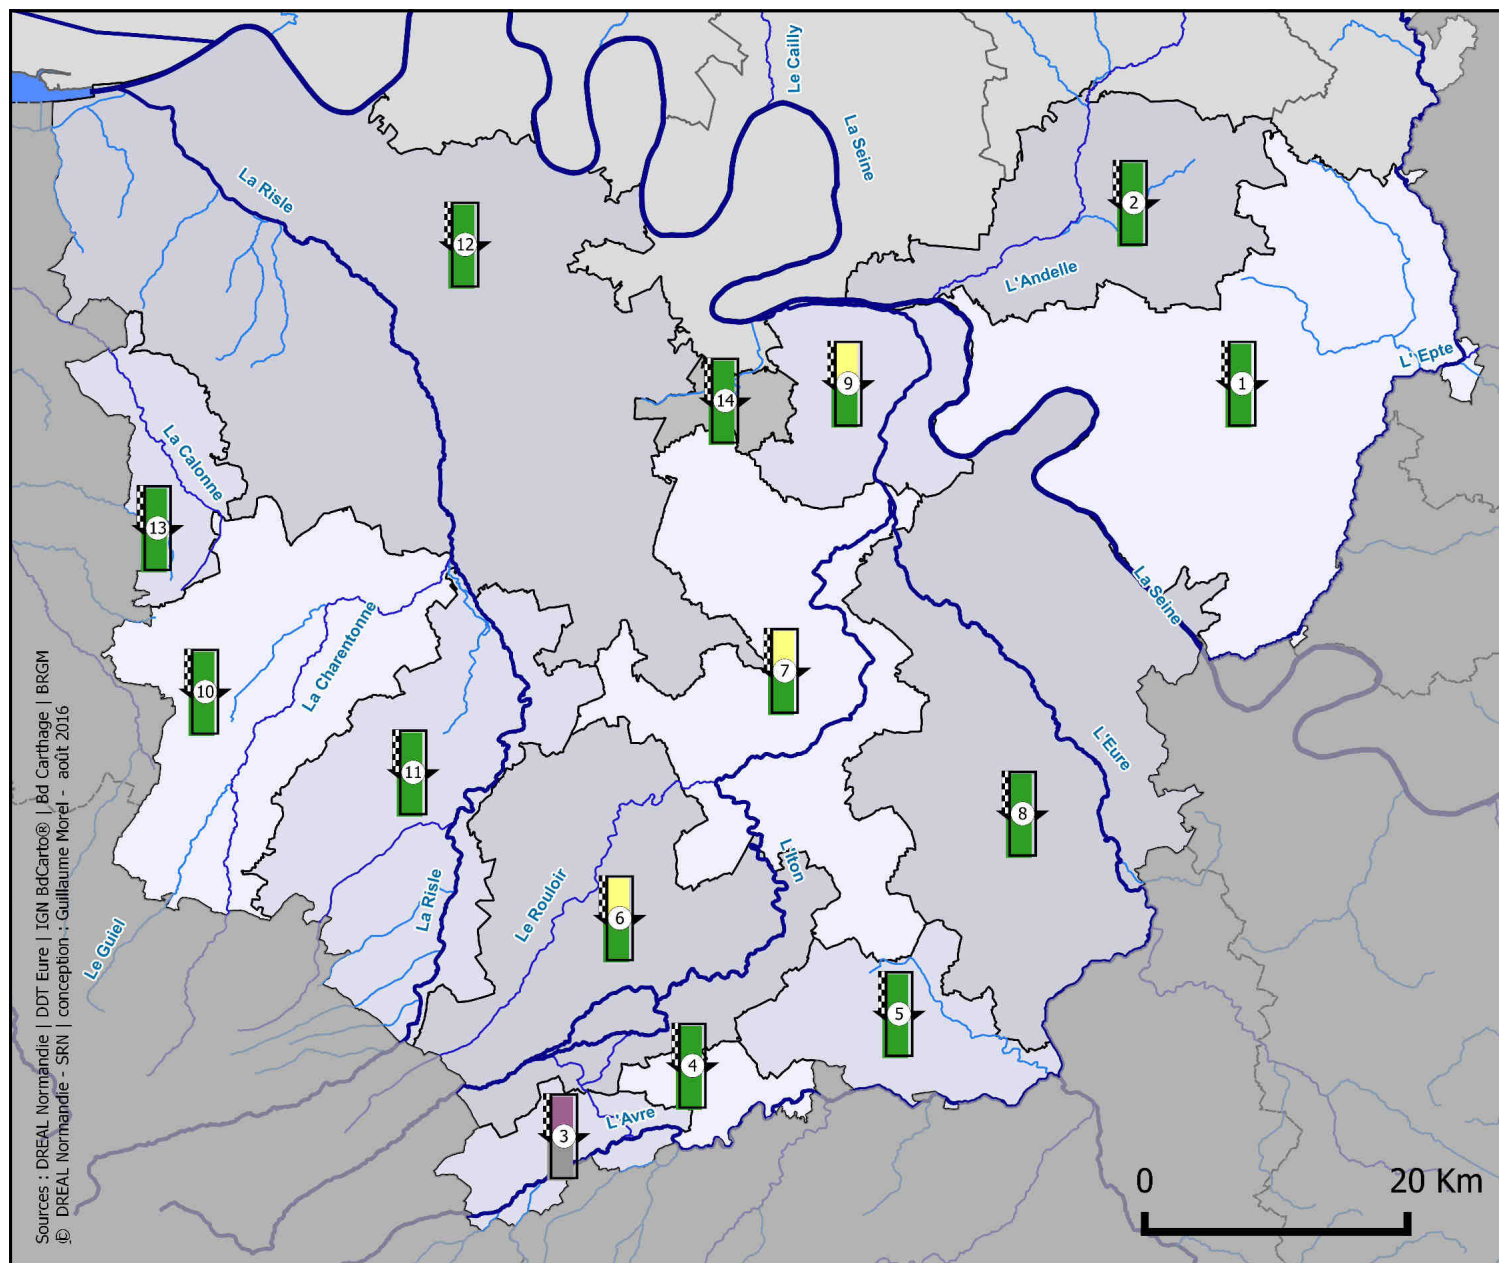 Le Cailly
La Seine
La Risle
2
12
L'Andelle
L'Epte
1
9
14
La Calonne
13
La Seine
La Charentonne
7
10
L'Eure
11
8
L'Iton
La Risle
Le Rouloir
6
Le Guiel
5
4
L'Avre
3
0 20 Km
Sources : DREAL Normandie | DDT Eure | IGN BdCarto® | Bd Carthage | BRGM
© DREAL Normandie - SRN | conception : Guillaume Morel - août 2016